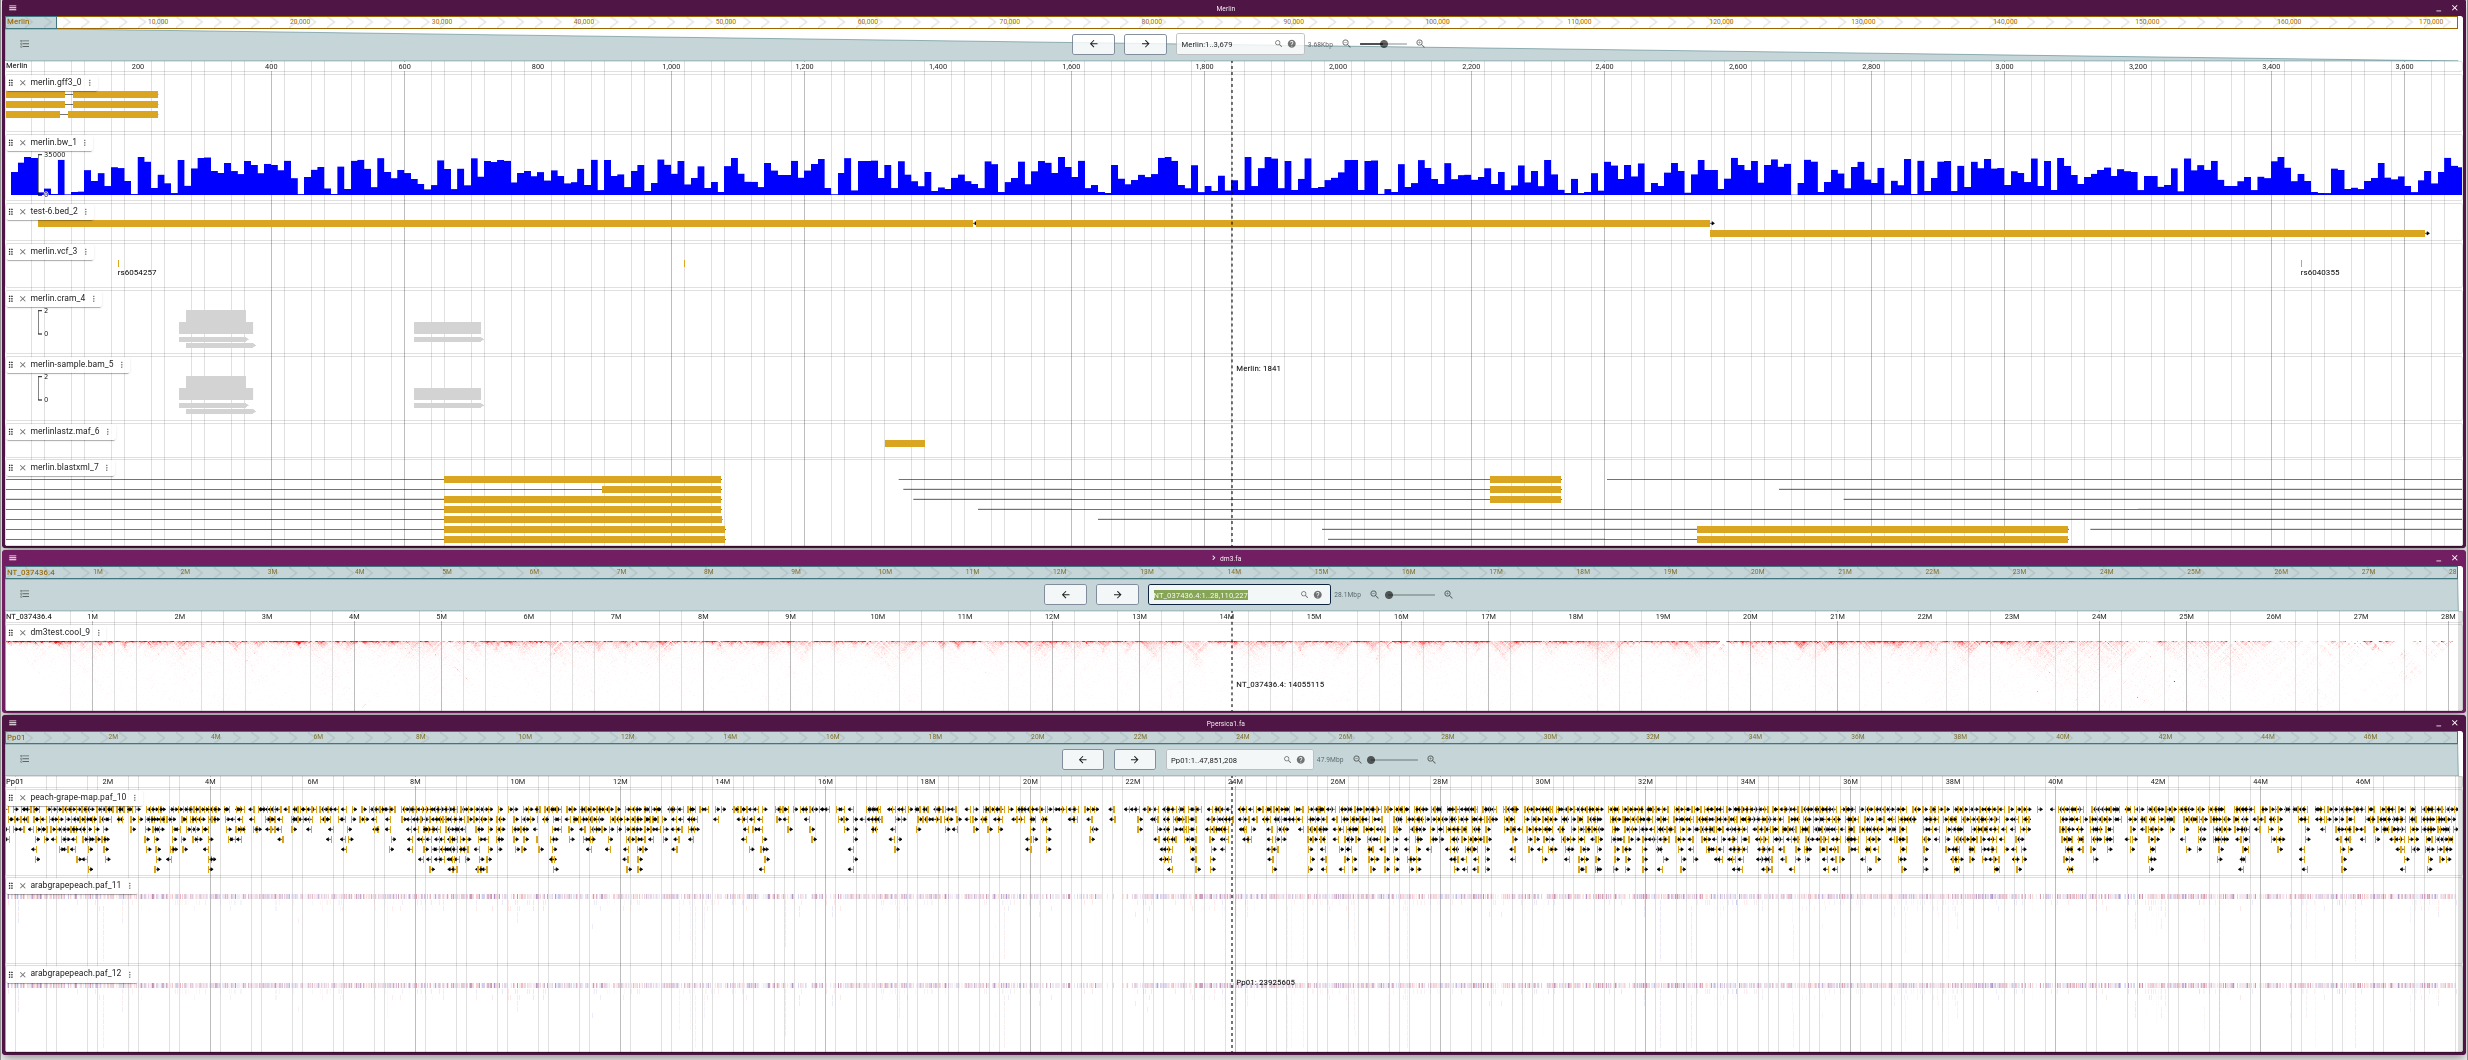 Merlin
Merlin 10,000 20,000 30,000 40,000 50,000 60,000 70,000 80,000 90,000 100,000 110,000 120,000 130,000 140,000 150,000 160,000 170,000
Merlin:1..3,679 3.68Kbp
Merlin 200 400 600 800 1,000 1,200 1,400 1,600 1,800 2,000 2,200 2,400 2,600 2,800 3,000 3,200 3,400 3,600
merlin.gff3_0
merlin.bw_1
35000
0
test-6.bed_2
merlin.vcf_3
rs6054257 rs6040355
merlin.cram_4
2
0
merlin-sample.bam_5
2
Merlin: 1841
0
merlinlastz.maf_6
merlin.blastxml_7
dm3.fa
NT_037436.4 1M 2M 3M 4M 5M 6M 7M 8M 9M 10M 11M 12M 13M 14M 15M 16M 17M 18M 19M 20M 21M 22M 23M 24M 25M 26M 27M 28
NT_037436.4:1..28,110,227 28.1Mbp
NT_037436.4 1M 2M 3M 4M 5M 6M 7M 8M 9M 10M 11M 12M 13M 14M 15M 16M 17M 18M 19M 20M 21M 22M 23M 24M 25M 26M 27M 28M
dm3test.cool_9
NT_037436.4: 14055115
Ppersica1.fa
Pp01 2M 4M 6M 8M 10M 12M 14M 16M 18M 20M 22M 24M 26M 28M 30M 32M 34M 36M 38M 40M 42M 44M 46M
Pp01:1..47,851,208 47.9Mbp
Pp01 2M 4M 6M 8M 10M 12M 14M 16M 18M 20M 22M 24M 26M 28M 30M 32M 34M 36M 38M 40M 42M 44M 46M
peach-grape-map.paf_10
arabgrapepeach.paf_11
arabgrapepeach.paf_12
Pp01: 23925605